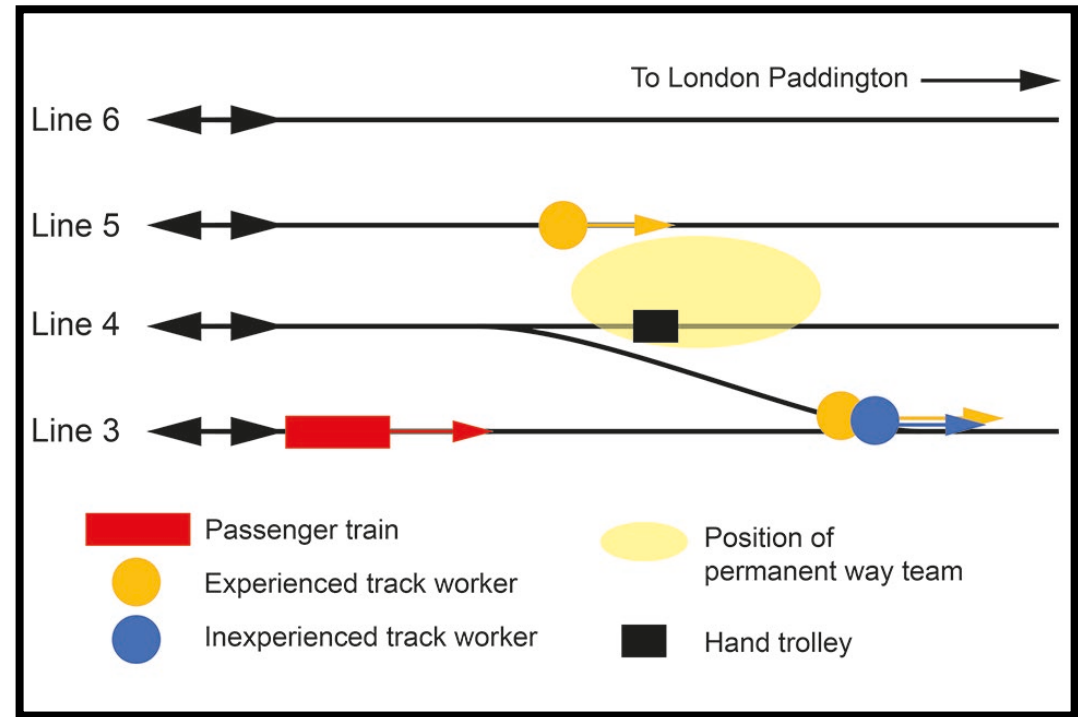 To London Paddington
Line 6
Line 5
Line 4
Line 3
Passenger train
Experienced track worker
Inexperienced track worker
Position of
permanent way team
Hand trolley